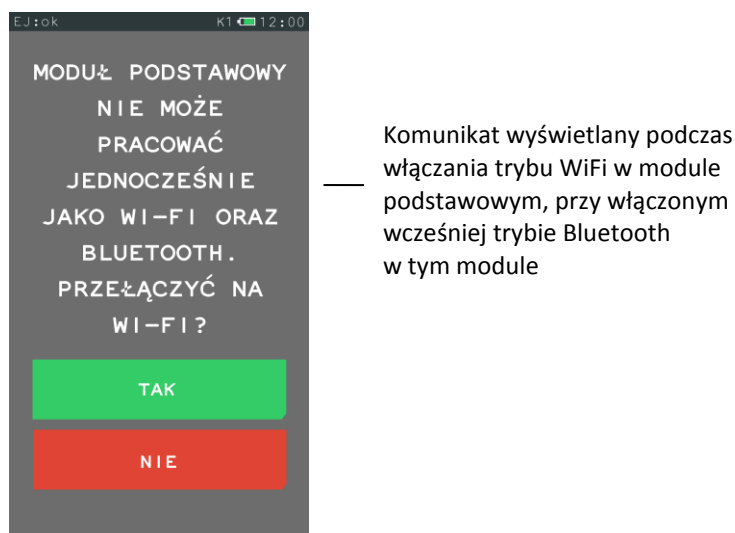 EJ:ok K1 12:00
MODUŁ PODSTAWOWY
NIE MOŻE
PRACOWAĆ
JEDNOCZEŚNIE
JAKO WI-FI ORAZ
BLUETOOTH.
PRZEŁĄCZYĆ NA
WI-FI?
TAK
NIE
Komunikat wyświetlany podczas
włączania trybu WiFi w module
podstawowym, przy włączonym
wcześniej trybie Bluetooth
w tym module